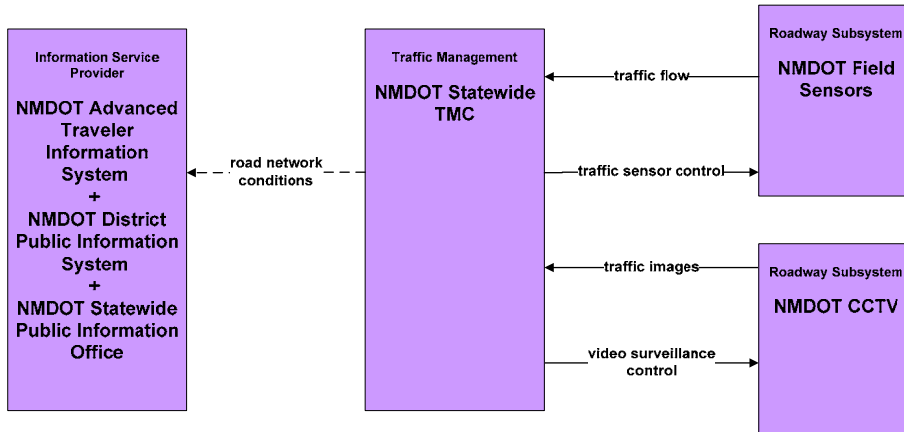 Information Service
Provider
NMDOT Advanced
Traveler
Information
System
+
NMDOT District
Public Information
System
+
NMDOT Statewide
Public Information
Office
road network
conditions
Traffic Management
NMDOT Statewide
TMC
traffic flow
traffic sensor control
traffic images
video surveillance
control
Roadway Subsystem
NMDOT Field
Sensors
Roadway Subsystem
NMDOT CCTV